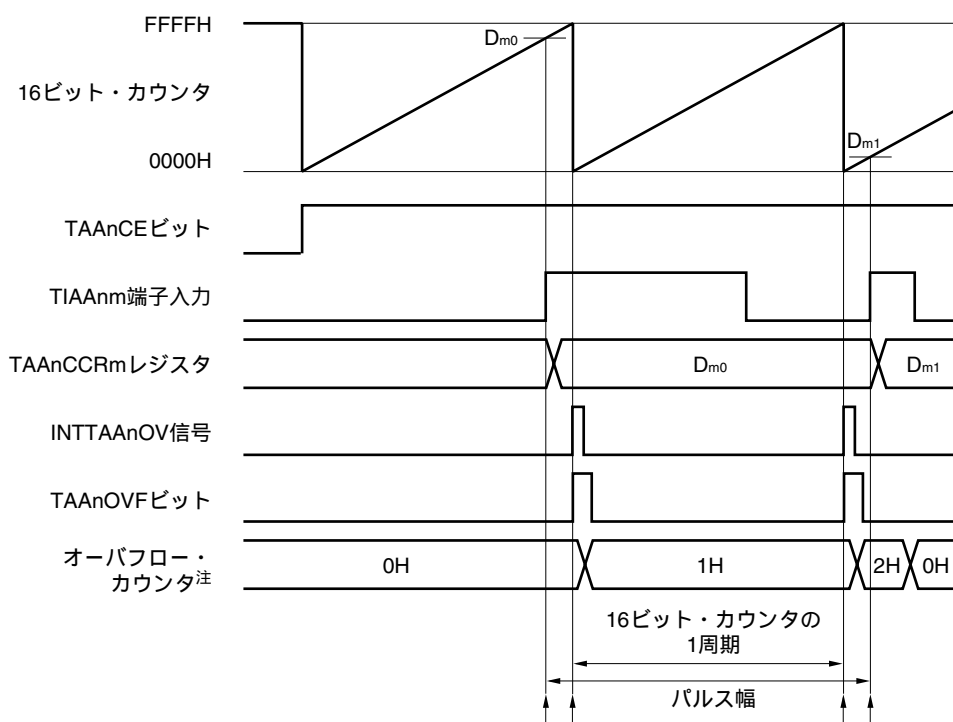 FFFFH
Dm0
16ビット・カウンタ
Dm1
0000H
TAAnCEビット
TIAAnm端子入力
TAAnCCRmレジスタ
Dm0
Dm1
INTTAAnOV信号
TAAnOVFビット
オーバフロー・
カウンタ注
0H
1H
2H
0H
16ビット・カウンタの
1周期
パルス幅